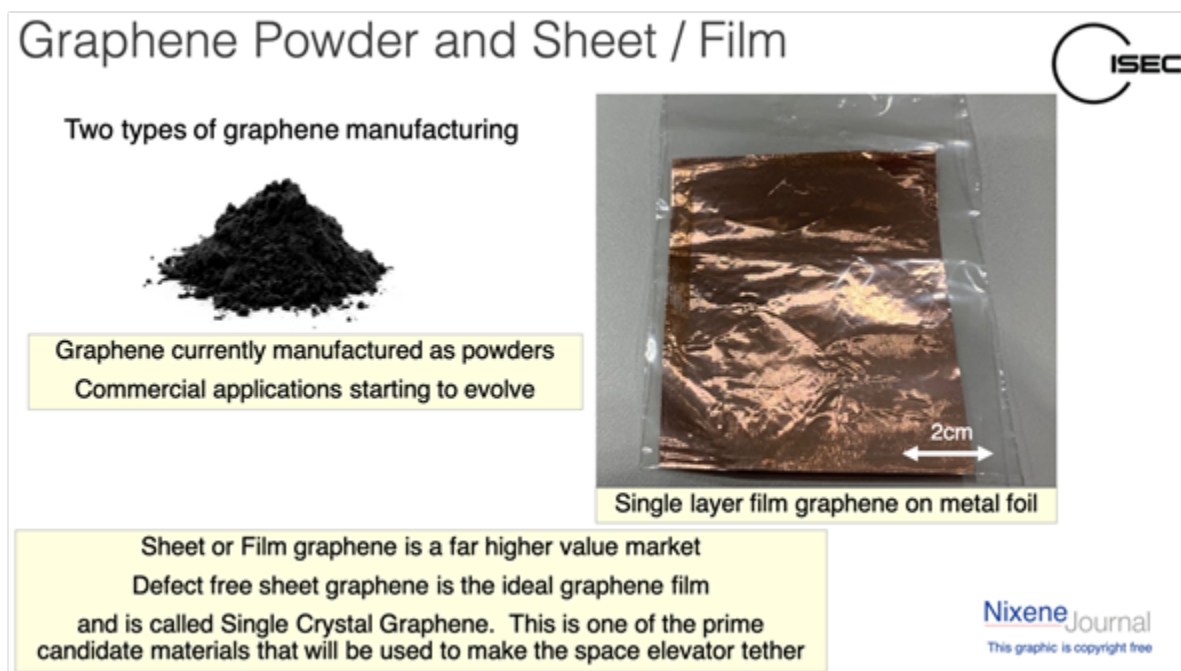 Graphene Powder and Sheet / Film
ISEC
Two types of graphene manufacturing
Graphene currently manufactured as powders
Commercial applications starting to evolve
2cm
Single layer film graphene on metal foil
Sheet or Film graphene is a far higher value market
Defect free sheet graphene is the ideal graphene film
and is called Single Crystal Graphene. This is one of the prime
candidate materials that will be used to make the space elevator tether
Nixene Journal
This graphic is copyright free